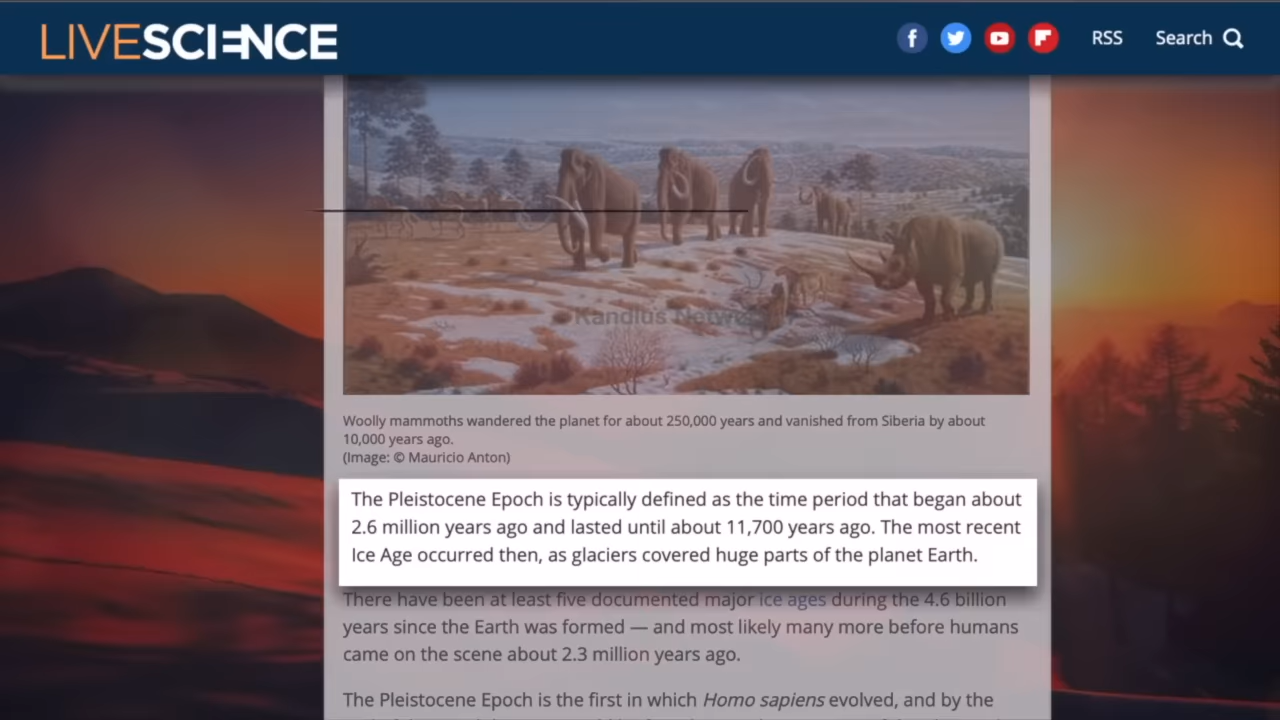 LIVESCIENCE
RSS
Search
Kandius Netw
Woolly mammoths wandered the planet for about 250,000 years and vanished from Siberia by about
10,000 years ago.
(Image: © Mauricio Anton)
The Pleistocene Epoch is typically defined as the time period that began about
2.6 million years ago and lasted until about 11,700 years ago. The most recent
Ice Age occurred then, as glaciers covered huge parts of the planet Earth.
There have been at least five documented major ice ages during the 4.6 billion
years since the Earth was formed — and most likely many more before humans
came on the scene about 2.3 million years ago.
The Pleistocene Epoch is the first in which Homo sapiens evolved, and by the